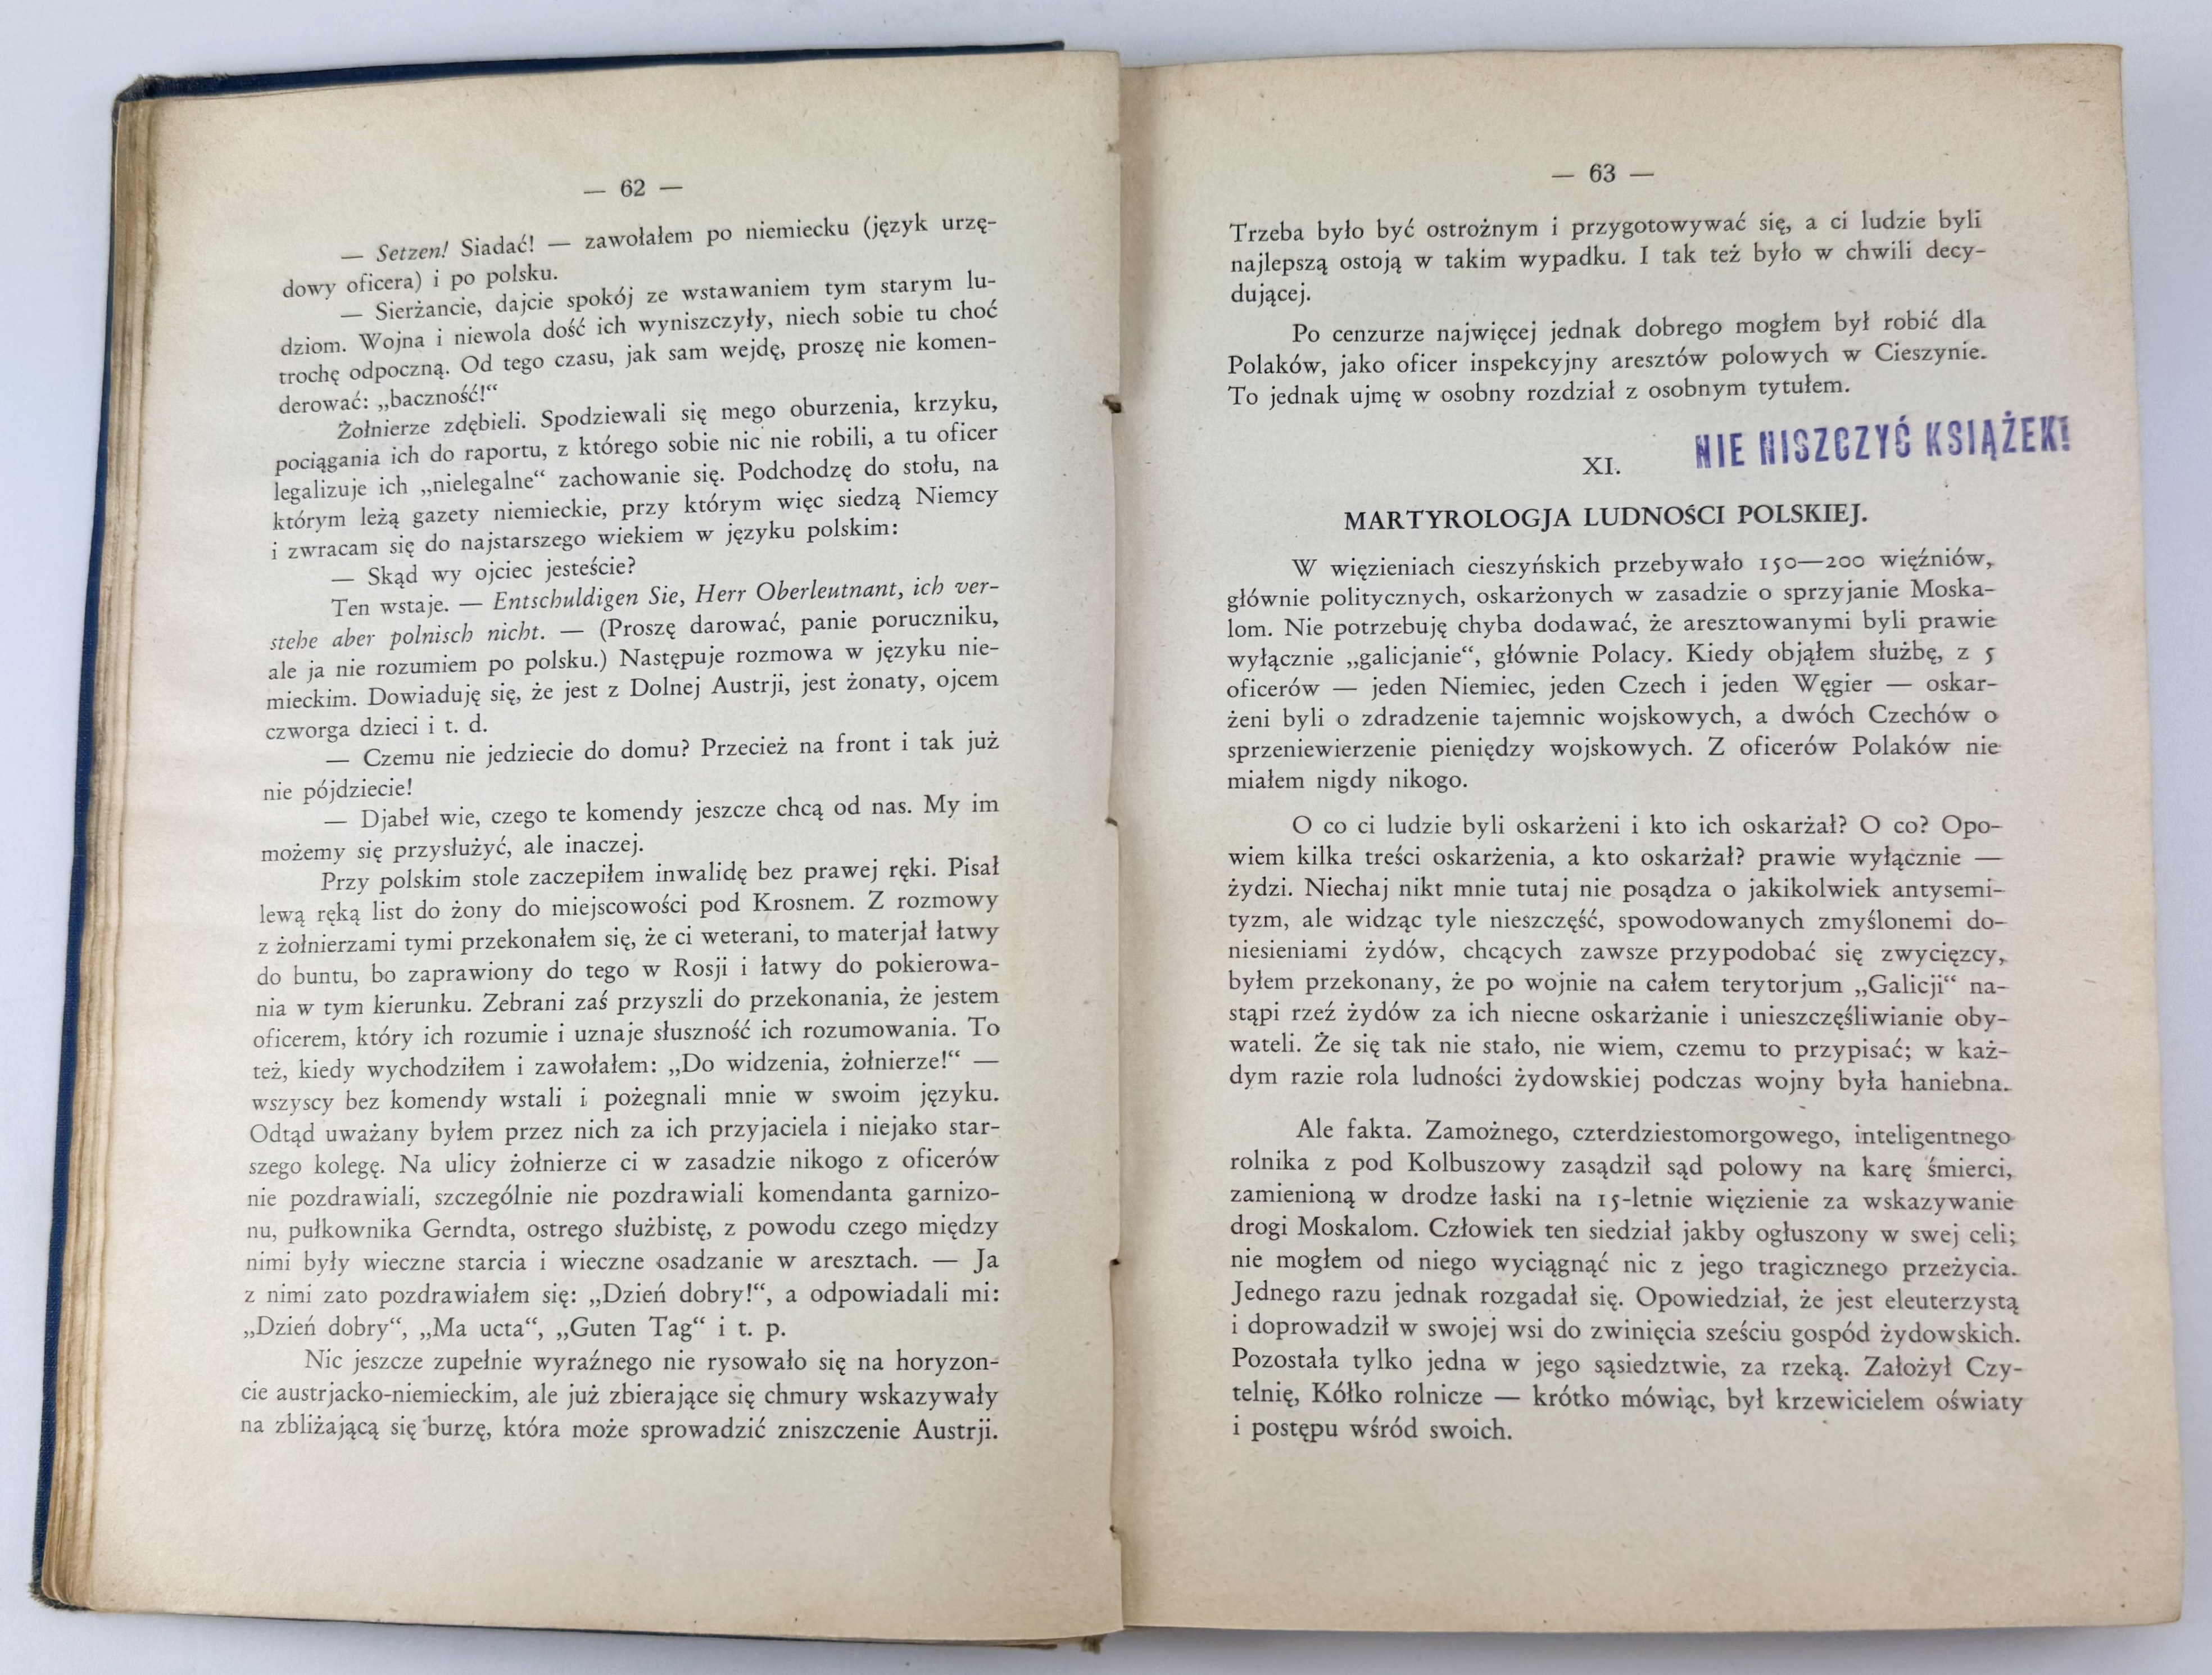 — 62 —
— Setzen! Siadać! — zawołałem po niemiecku (język urzę-
dowy oficera) i po polsku.
— Sierżancie, dajcie spokój ze wstawaniem tym starym lu-
dziom. Wojna i niewola dość ich wyniszczyły, niech sobie tu choć
trochę odpoczną. Od tego czasu, jak sam wejdę, proszę nie komen-
derować: „baczność!“
Żołnierze zdębieli. Spodziewali się mego oburzenia, krzyku,
pociągania ich do raportu, z którego sobie nic nie robili, a tu oficer
legalizuje ich „nielegalne“ zachowanie się. Podchodzę do stołu, na
którym leżą gazety niemieckie, przy którym więc siedzą Niemcy
i zwracam się do najstarszego wiekiem w języku polskim:
— Skąd wy ojciec jesteście?
Ten wstaje. — Entschuldigen Sie, Herr Oberleutnant, ich ver-
stehe aber polnisch nicht. — (Proszę darować, panie poruczniku,
ale ja nie rozumiem po polsku.) Następuje rozmowa w języku nie-
mieckim. Dowiaduję się, że jest z Dolnej Austrji, jest żonaty, ojcem
czworga dzieci i t. d.
— Czemu nie jedziecie do domu? Przecież na front i tak już
nie pójdziecie!
— Djabeł wie, czego te komendy jeszcze chcą od nas. My im
możemy się przysłużyć, ale inaczej.
Przy polskim stole zaczepiłem inwalidę bez prawej ręki. Pisał
lewą ręką list do żony do miejscowości pod Krosnem. Z rozmowy
z żołnierzami tymi przekonałem się, że ci weterani, to materjał łatwy
do buntu, bo zaprawiony do tego w Rosji i łatwy do pokierowa-
nia w tym kierunku. Zebrani zaś przyszli do przekonania, że jestem
oficerem, który ich rozumie i uznaje słuszność ich rozumowania. To
też, kiedy wychodziłem i zawołałem: „Do widzenia, żołnierze!“ —
wszyscy bez komendy wstali i pożegnali mnie w swoim języku.
Odtąd uważany byłem przez nich za ich przyjaciela i niejako star-
szego kolegę. Na ulicy żołnierze ci w zasadzie nikogo z oficerów
nie pozdrawiali, szczególnie nie pozdrawiali komendanta garnizo-
nu, pułkownika Gerndta, ostrego służbistę, z powodu czego między
nimi były wieczne starcia i wieczne osadzanie w aresztach. — Ja
z nimi zato pozdrawiałem się: „Dzień dobry!“, a odpowiadali mi:
„Dzień dobry“, „Ma ucta“, „Guten Tag“ i t. p.
Nic jeszcze zupełnie wyraźnego nie rysowało się na horyzon-
cie austrjacko-niemieckim, ale już zbierające się chmury wskazywały
na zbliżającą się burzę, która może sprowadzić zniszczenie Austrji.
— 63 —
Trzeba było być ostrożnym i przygotowywać się, a ci ludzie byli
najlepszą ostoją w takim wypadku. I tak też było w chwili decy-
dującej.
Po cenzurze najwięcej jednak dobrego mogłem był robić dla
Polaków, jako oficer inspekcyjny aresztów polowych w Cieszynie.
To jednak ujmę w osobny rozdział z osobnym tytułem.
NIE NISZCZYĆ KSIĄŻEK!
XI.
MARTYROLOGJA LUDNOŚCI POLSKIEJ.
W więzieniach cieszyńskich przebywało 150—200 więźniów,
głównie politycznych, oskarżonych w zasadzie o sprzyjanie Moska-
lom. Nie potrzebuję chyba dodawać, że aresztowanymi byli prawie
wyłącznie „galicjanie“, głównie Polacy. Kiedy objąłem służbę, z 5
oficerów — jeden Niemiec, jeden Czech i jeden Węgier — oskar-
żeni byli o zdradzenie tajemnic wojskowych, a dwóch Czechów o
sprzeniewierzenie pieniędzy wojskowych. Z oficerów Polaków nie
miałem nigdy nikogo.
O co ci ludzie byli oskarżeni i kto ich oskarżał? O co? Opo-
wiem kilka treści oskarżenia, a kto oskarżał? prawie wyłącznie —
żydzi. Niechaj nikt mnie tutaj nie posądza o jakikolwiek antysemi-
tyzm, ale widząc tyle nieszczęść, spowodowanych zmyślonemi do-
niesieniami żydów, chcących zawsze przypodobać się zwycięzcy,
byłem przekonany, że po wojnie na całem terytorjum „Galicji“ na-
stąpi rzeź żydów za ich niecne oskarżanie i unieszczęśliwianie oby-
wateli. Że się tak nie stało, nie wiem, czemu to przypisać; w każ-
dym razie rola ludności żydowskiej podczas wojny była haniebna.
Ale fakta. Zamożnego, czterdziestomorgowego, inteligentnego
rolnika z pod Kolbuszowy zasądził sąd polowy na karę śmierci,
zamienioną w drodze łaski na 15-letnie więzienie za wskazywanie
drogi Moskalom. Człowiek ten siedział jakby ogłuszony w swej celi;
nie mogłem od niego wyciągnąć nic z jego tragicznego przeżycia.
Jednego razu jednak rozgadał się. Opowiedział, że jest eleuterzystą
i doprowadził w swojej wsi do zwinięcia sześciu gospód żydowskich.
Pozostała tylko jedna w jego sąsiedztwie, za rzeką. Założył Czy-
telnię, Kółko rolnicze — krótko mówiąc, był krzewicielem oświaty
i postępu wśród swoich.